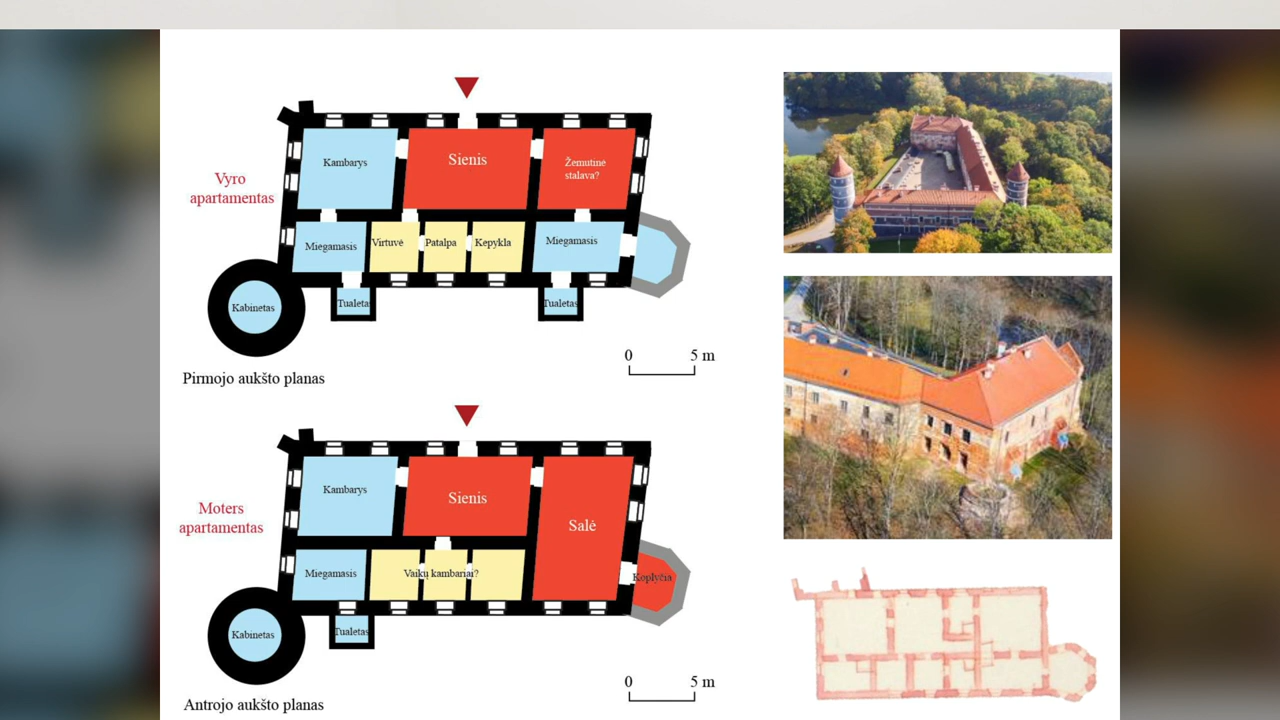 Vyro
apartamentas
Kambarys
Sienis
Žemutinė
stalava?
Miegamasis
Virtuvė
Patalpa
Kepykla
Miegamasis
Kabinetas
Tualetas
Tualetas
0 5 m
Pirmojo aukšto planas
Moters
apartamentas
Kambarys
Sienis
Salė
Miegamasis
Vaikų kambariai?
Koplyčia
Kabinetas
Tualetas
0 5 m
Antrojo aukšto planas